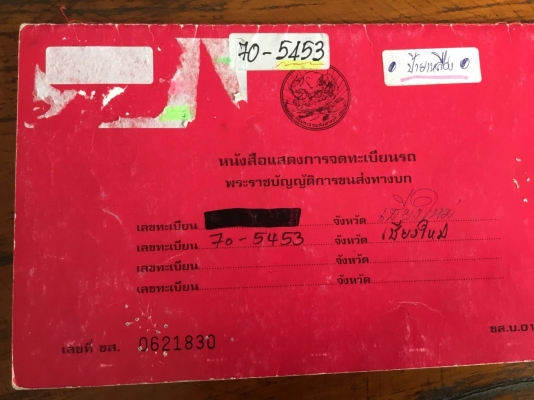 70-5453
ป้ายเหลือง
หนังสือแสดงการจดทะเบียนรถ
พระราชบัญญัติการขนส่งทางบก
เลขทะเบียน จังหวัด เชียงใหม่
เลขทะเบียน 70-5453 จังหวัด เชียงใหม่
เลขทะเบียน จังหวัด
เลขทะเบียน จังหวัด
เลขที่ ขส. 0621830
ขส.บ.01